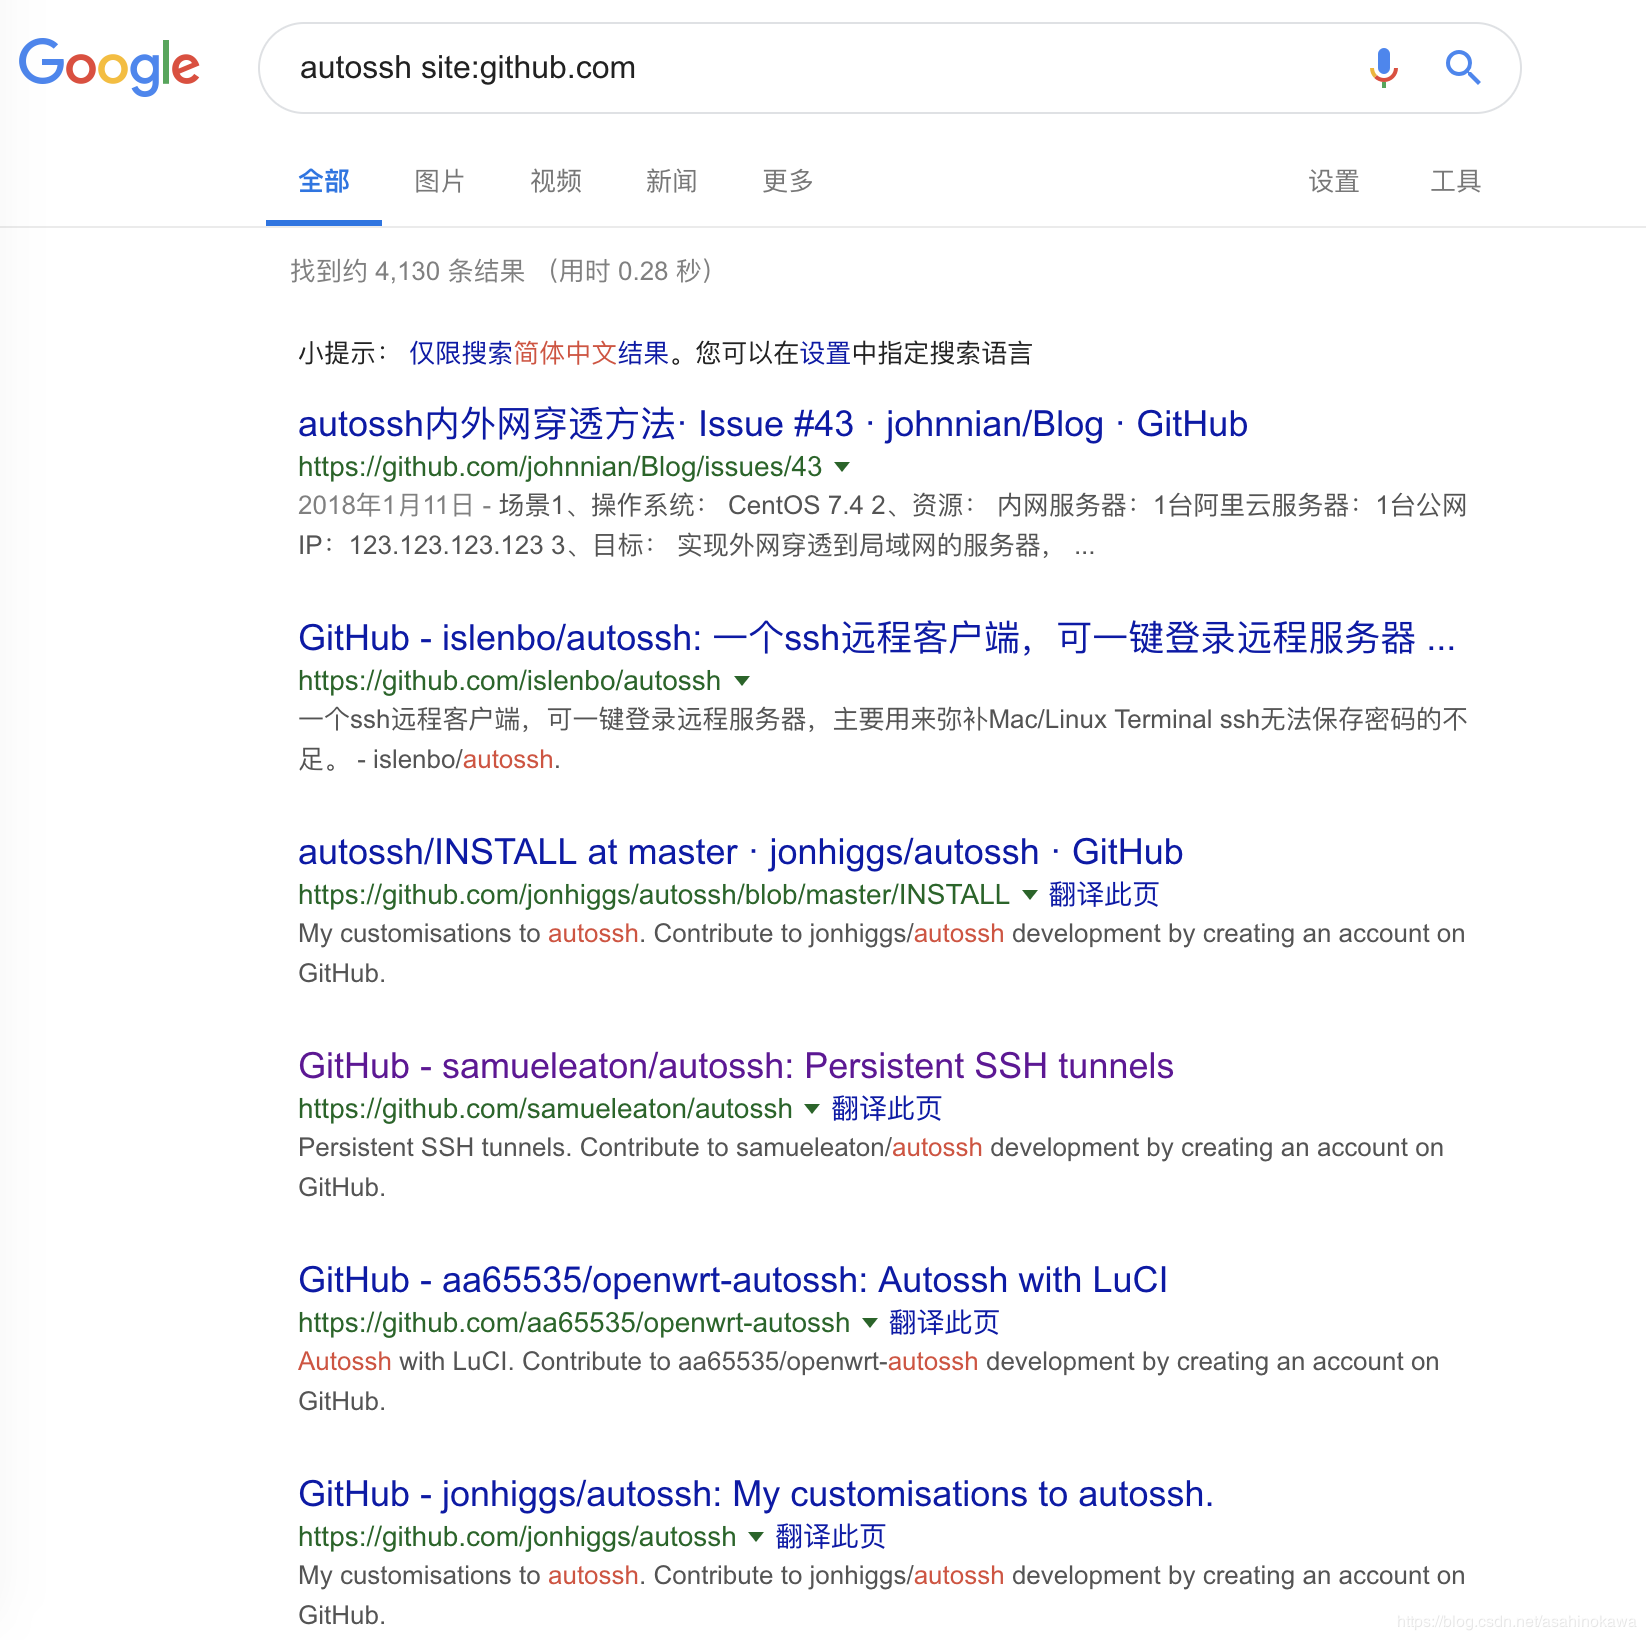 Google
autossh site:github.com
全部 图片 视频 新闻 更多 设置 工具
找到约 4,130 条结果 （用时 0.28 秒）
小提示： 仅限搜索简体中文结果。您可以在设置中指定搜索语言
autossh内外网穿透方法· Issue #43 · johnnian/Blog · GitHub
https://github.com/johnnian/Blog/issues/43
2018年1月11日 - 场景1、操作系统： CentOS 7.4 2、资源： 内网服务器：1台阿里云服务器：1台公网
IP：123.123.123.123 3、目标： 实现外网穿透到局域网的服务器， ...
GitHub - islenbo/autossh: 一个ssh远程客户端，可一键登录远程服务器 ...
https://github.com/islenbo/autossh
一个ssh远程客户端，可一键登录远程服务器，主要用来弥补Mac/Linux Terminal ssh无法保存密码的不
足。 - islenbo/autossh.
autossh/INSTALL at master · jonhiggs/autossh · GitHub
https://github.com/jonhiggs/autossh/blob/master/INSTALL 翻译此页
My customisations to autossh. Contribute to jonhiggs/autossh development by creating an account on
GitHub.
GitHub - samueleaton/autossh: Persistent SSH tunnels
https://github.com/samueleaton/autossh 翻译此页
Persistent SSH tunnels. Contribute to samueleaton/autossh development by creating an account on
GitHub.
GitHub - aa65535/openwrt-autossh: Autossh with LuCI
https://github.com/aa65535/openwrt-autossh 翻译此页
Autossh with LuCI. Contribute to aa65535/openwrt-autossh development by creating an account on
GitHub.
GitHub - jonhiggs/autossh: My customisations to autossh.
https://github.com/jonhiggs/autossh 翻译此页
My customisations to autossh. Contribute to jonhiggs/autossh development by creating an account on
GitHub.
https://blog.csdn.net/asahinokawa